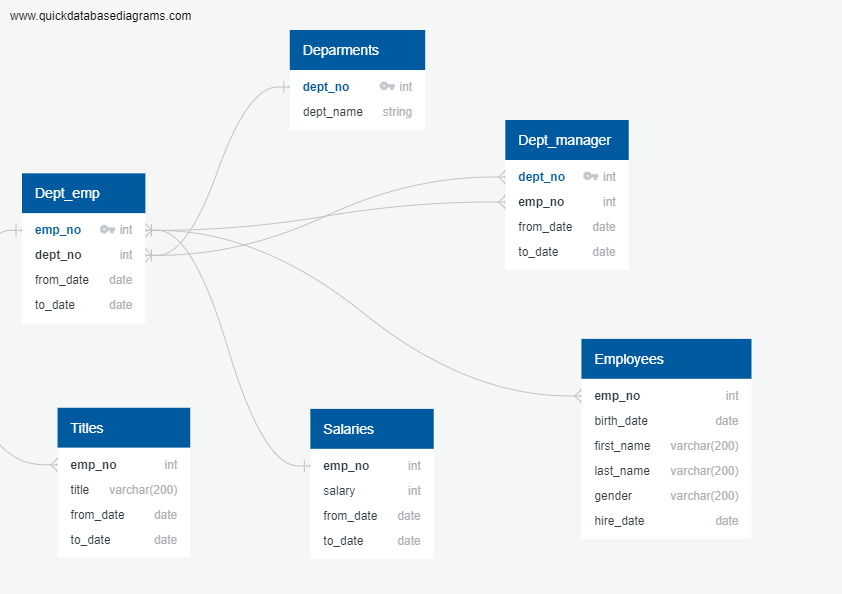 www.quickdatabasediagrams.com
Deparments
dept_no int
dept_name string
Dept_manager
dept_no int
emp_no int
from_date date
to_date date
Dept_emp
emp_no int
dept_no int
from_date date
to_date date
Employees
emp_no int
birth_date date
first_name varchar(200)
last_name varchar(200)
gender varchar(200)
hire_date date
Titles
emp_no int
title varchar(200)
from_date date
to_date date
Salaries
emp_no int
salary int
from_date date
to_date date